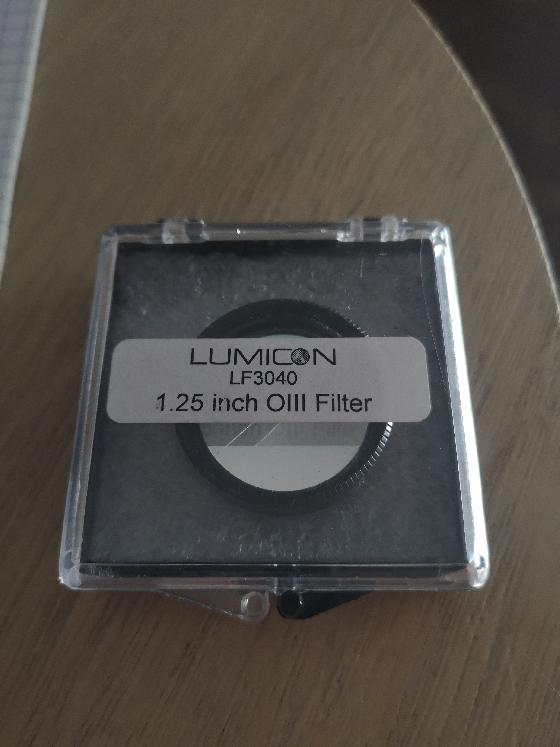 LUMICON
LF3040
1.25 inch OIII Filter